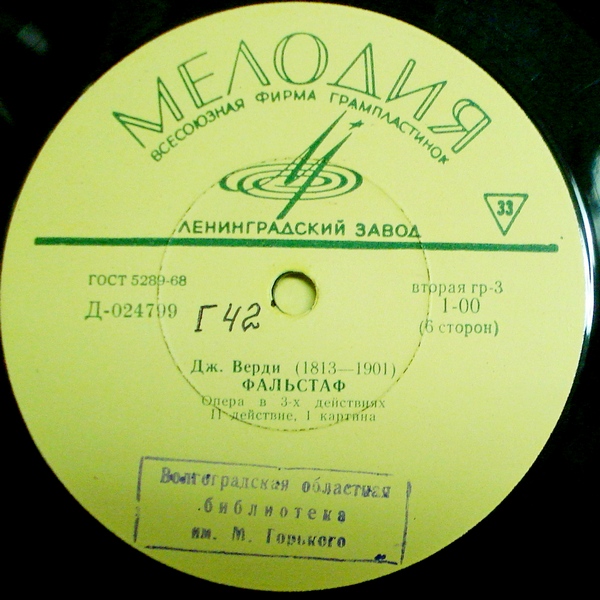 МЕЛОДИЯ
ВСЕСОЮЗНАЯ ФИРМА ГРАМПЛАСТИНОК
33
ЛЕНИНГРАДСКИЙ ЗАВОД
ГОСТ 5289-68
вторая гр-3
Д-024799
Г42
1-00
(6 сторон)
Дж. Верди (1813—1901)
ФАЛЬСТАФ
Опера в 3-х действиях
II действие, 1 картина
Волгоградская областная
библиотека
им. М. Горького